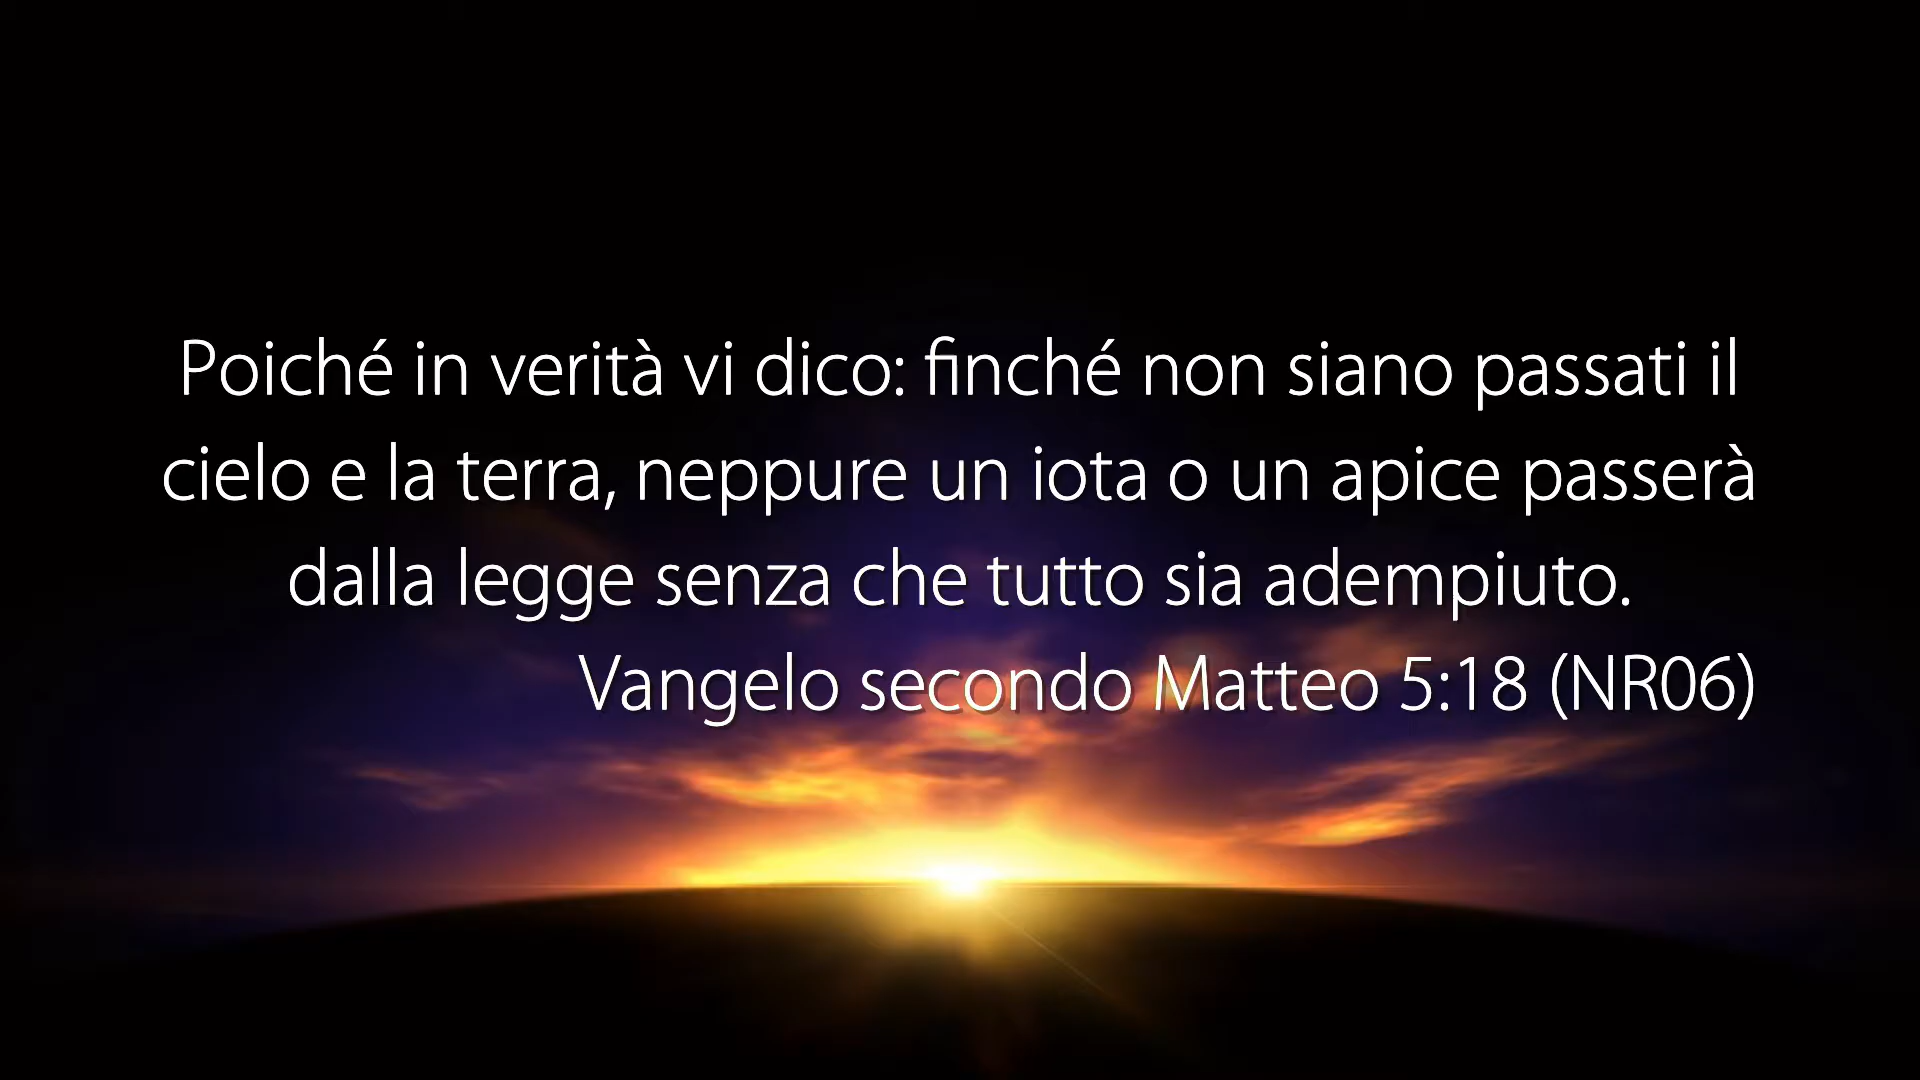 Poiché in verità vi dico: finché non siano passati il
cielo e la terra, neppure un iota o un apice passerà
dalla legge senza che tutto sia adempiuto.
Vangelo secondo Matteo 5:18 (NR06)